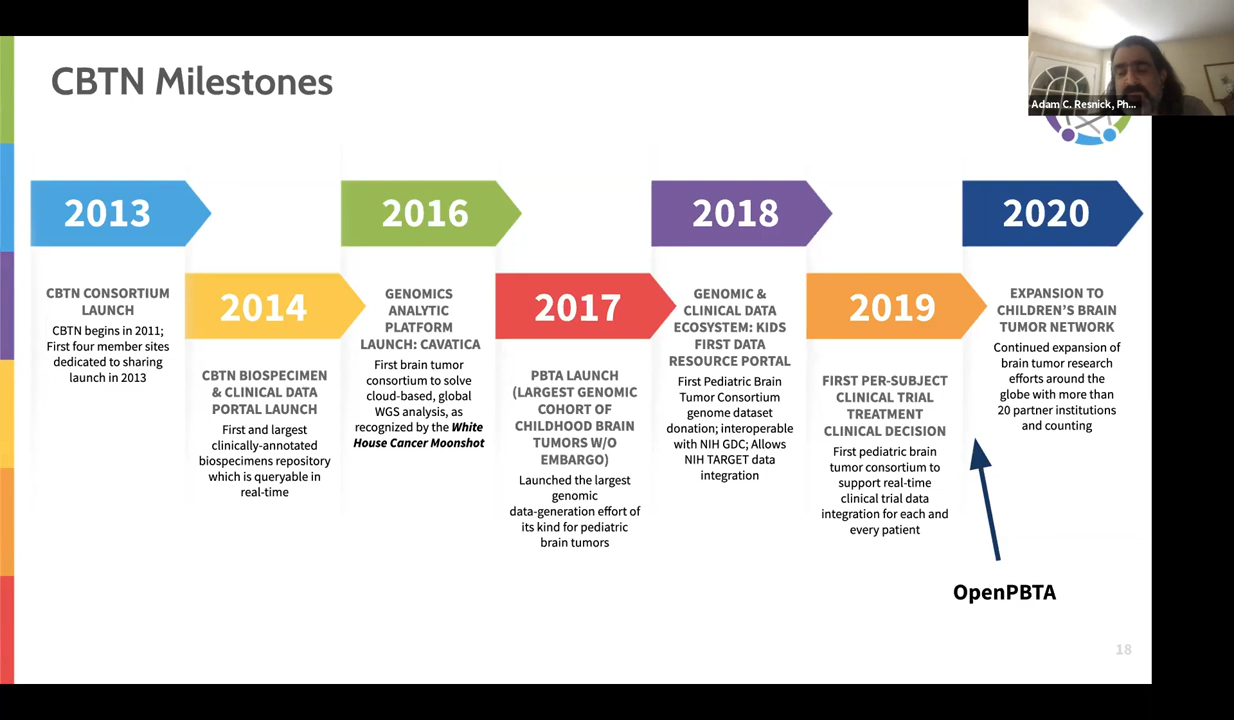 CBTN Milestones
Adam C. Resnick, Ph...
2013
CBTN CONSORTIUM
LAUNCH
CBTN begins in 2011;
First four member sites
dedicated to sharing
launch in 2013
2014
CBTN BIOSPECIMEN
& CLINICAL DATA
PORTAL LAUNCH
First and largest
clinically-annotated
biospecimens repository
which is queryable in
real-time
2016
GENOMICS
ANALYTIC
PLATFORM
LAUNCH: CAVATICA
First brain tumor
consortium to solve
cloud-based, global
WGS analysis, as
recognized by the White
House Cancer Moonshot
2017
PBTA LAUNCH
(LARGEST GENOMIC
COHORT OF
CHILDHOOD BRAIN
TUMORS W/O
EMBARGO)
Launched the largest
genomic
data-generation effort of
its kind for pediatric
brain tumors
2018
GENOMIC &
CLINICAL DATA
ECOSYSTEM: KIDS
FIRST DATA
RESOURCE PORTAL
First Pediatric Brain
Tumor Consortium
genome dataset
donation; interoperable
with NIH GDC; Allows
NIH TARGET data
integration
2019
FIRST PER-SUBJECT
CLINICAL TRIAL
TREATMENT
CLINICAL DECISION
First pediatric brain
tumor consortium to
support real-time
clinical trial data
integration for each and
every patient
2020
EXPANSION TO
CHILDREN'S BRAIN
TUMOR NETWORK
Continued expansion of
brain tumor research
efforts around the
globe with more than
20 partner institutions
and counting
OpenPBTA
18